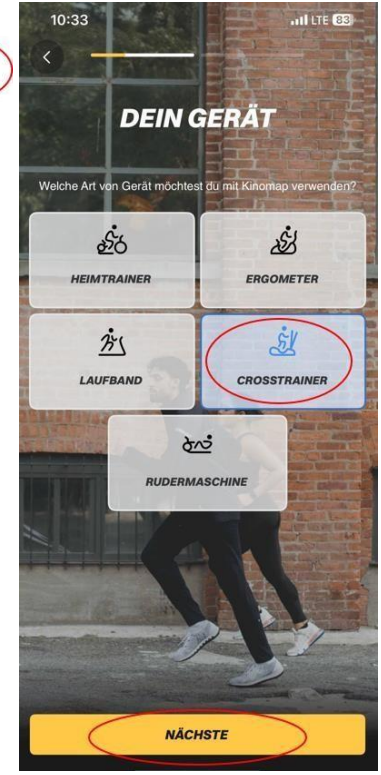 10:33
LTE 83
DEIN GERÄT
Welche Art von Gerät möchtest du mit Kinomap verwenden?
HEIMTRAINER
ERGOMETER
LAUFBAND
CROSSTRAINER
RUDERMASCHINE
NÄCHSTE